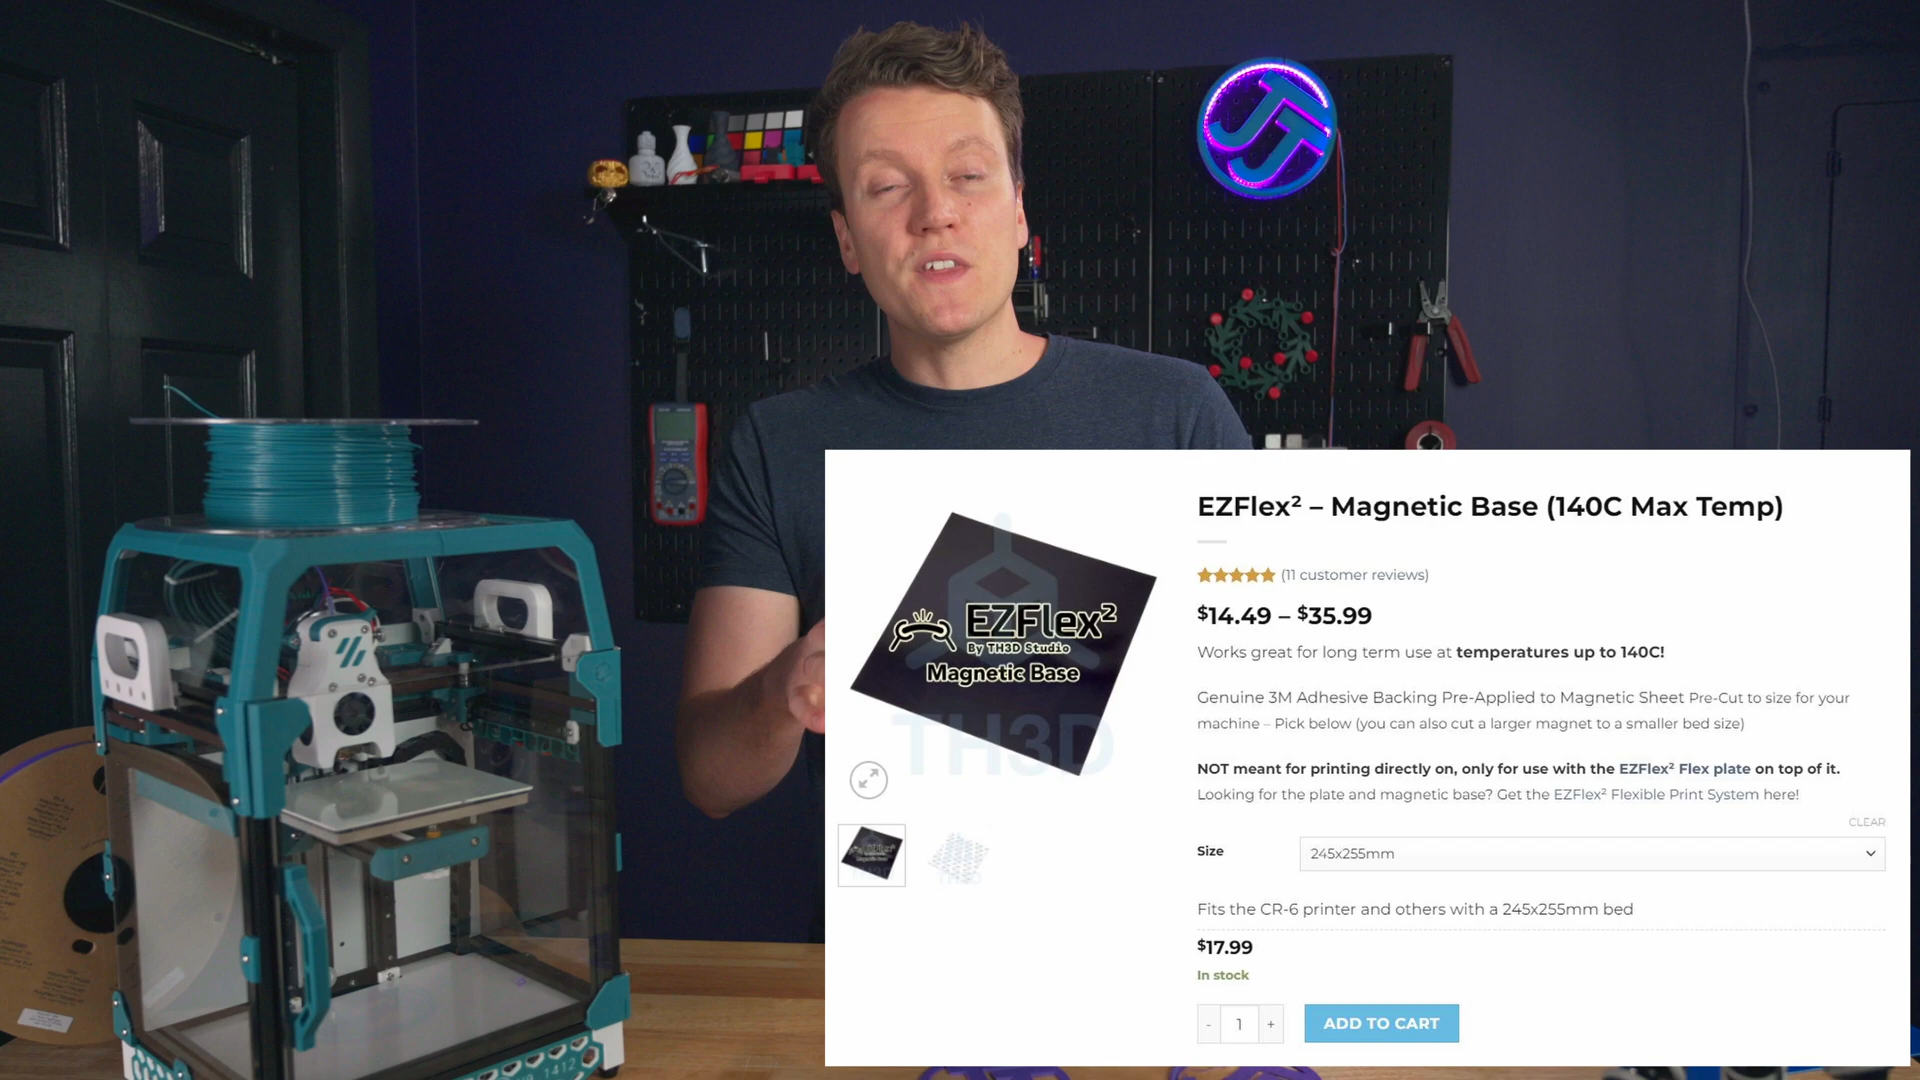 JT
EZFlex² – Magnetic Base (140C Max Temp)
(11 customer reviews)
$14.49 – $35.99
Works great for long term use at temperatures up to 140C!
Genuine 3M Adhesive Backing Pre-Applied to Magnetic Sheet Pre-Cut to size for your
machine – Pick below (you can also cut a larger magnet to a smaller bed size)
NOT meant for printing directly on, only for use with the EZFlex² Flex plate on top of it.
Looking for the plate and magnetic base? Get the EZFlex² Flexible Print System here!
CLEAR
Size
245x255mm
Fits the CR-6 printer and others with a 245x255mm bed
$17.99
In stock
- 1 +
ADD TO CART
EZFlex²
By TH3D Studio
Magnetic Base
TH3D
1412